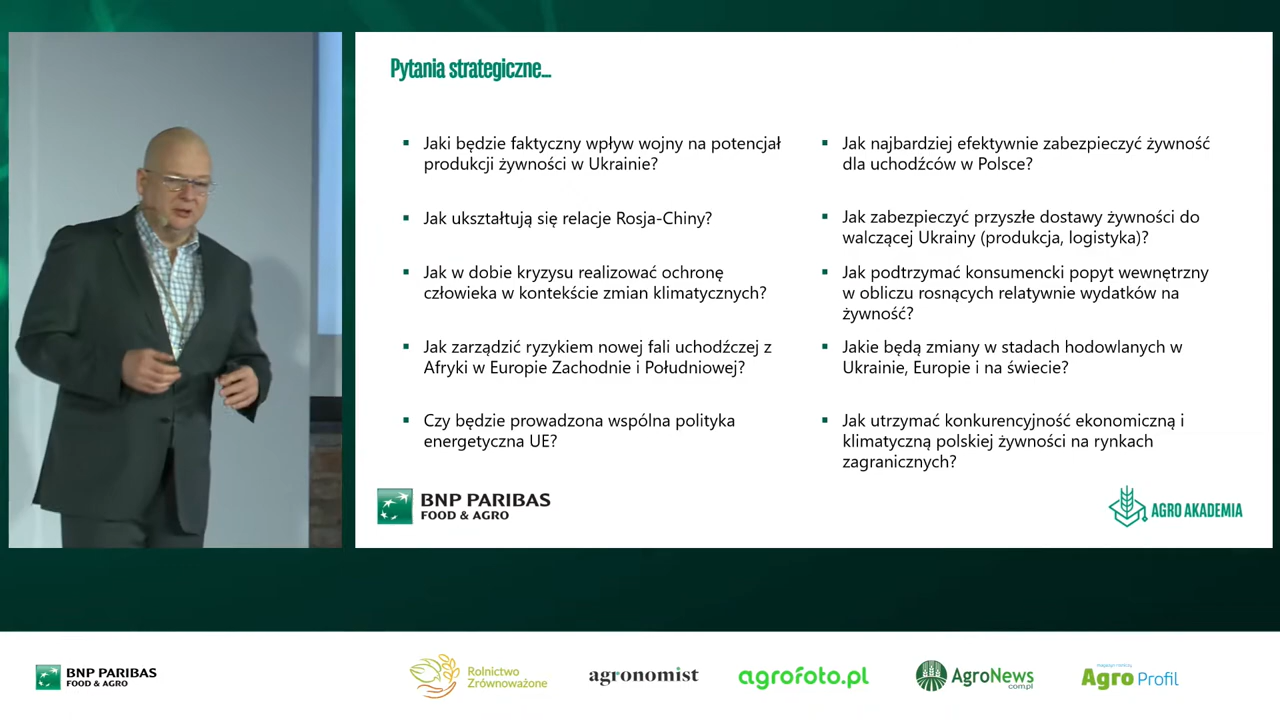 Pytania strategiczne...
▪ Jaki będzie faktyczny wpływ wojny na potencjał
produkcji żywności w Ukrainie?
▪ Jak ukształtują się relacje Rosja-Chiny?
▪ Jak w dobie kryzysu realizować ochronę
człowieka w kontekście zmian klimatycznych?
▪ Jak zarządzić ryzykiem nowej fali uchodźczej z
Afryki w Europie Zachodnie i Południowej?
▪ Czy będzie prowadzona wspólna polityka
energetyczna UE?
▪ Jak najbardziej efektywnie zabezpieczyć żywność
dla uchodźców w Polsce?
▪ Jak zabezpieczyć przyszłe dostawy żywności do
walczącej Ukrainy (produkcja, logistyka)?
▪ Jak podtrzymać konsumencki popyt wewnętrzny
w obliczu rosnących relatywnie wydatków na
żywność?
▪ Jakie będą zmiany w stadach hodowlanych w
Ukrainie, Europie i na świecie?
▪ Jak utrzymać konkurencyjność ekonomiczną i
klimatyczną polskiej żywności na rynkach
zagranicznych?
BNP PARIBAS
FOOD & AGRO
AGRO AKADEMIA
BNP PARIBAS
FOOD & AGRO
Rolnictwo
Zrównoważone
agronomist
agrofoto.pl
AgroNews
com.pl
Agro Profil